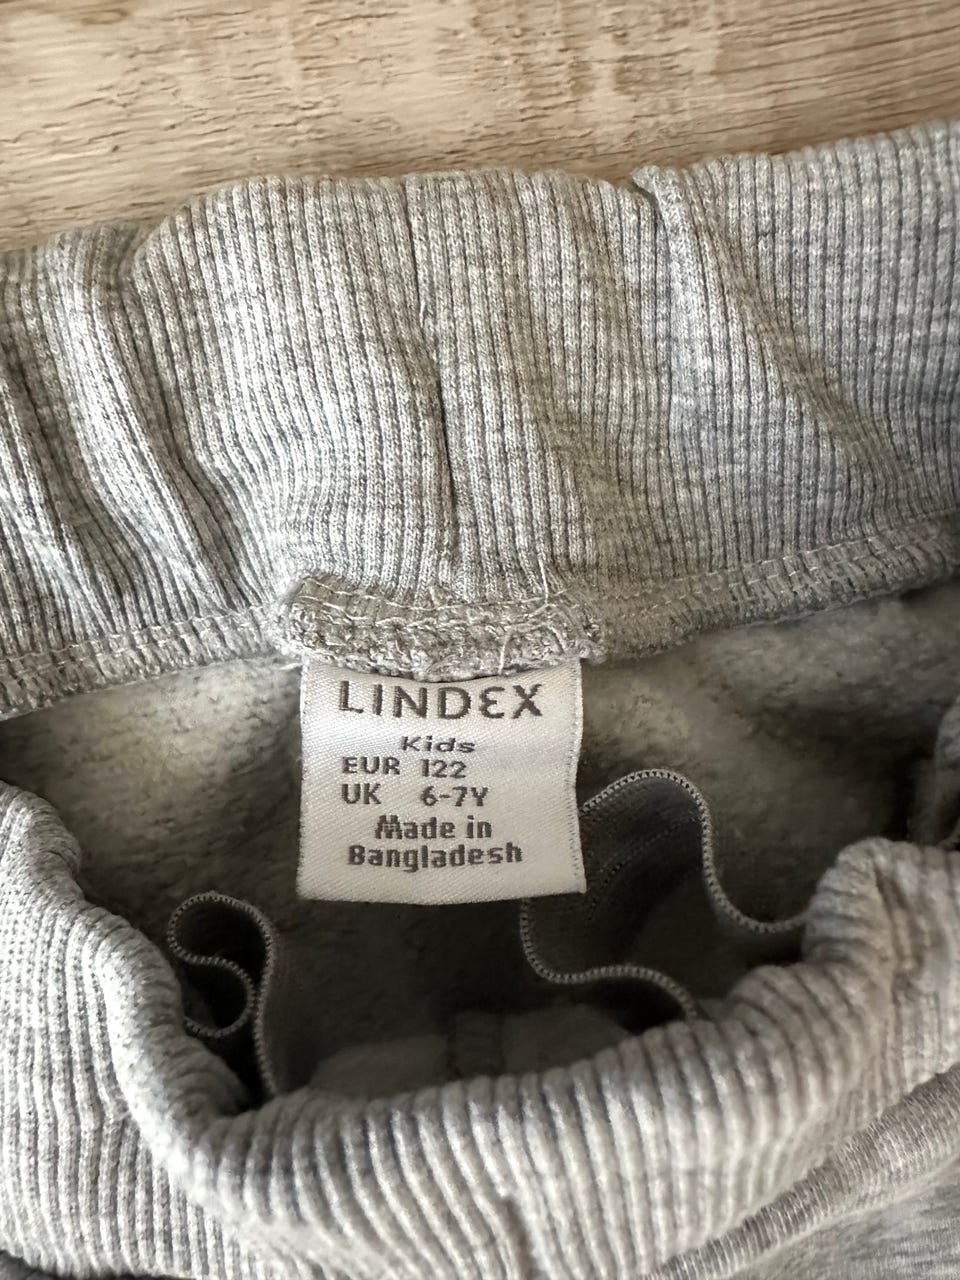 LINDEX
Kids
EUR 122
UK 6-7Y
Made in
Bangladesh